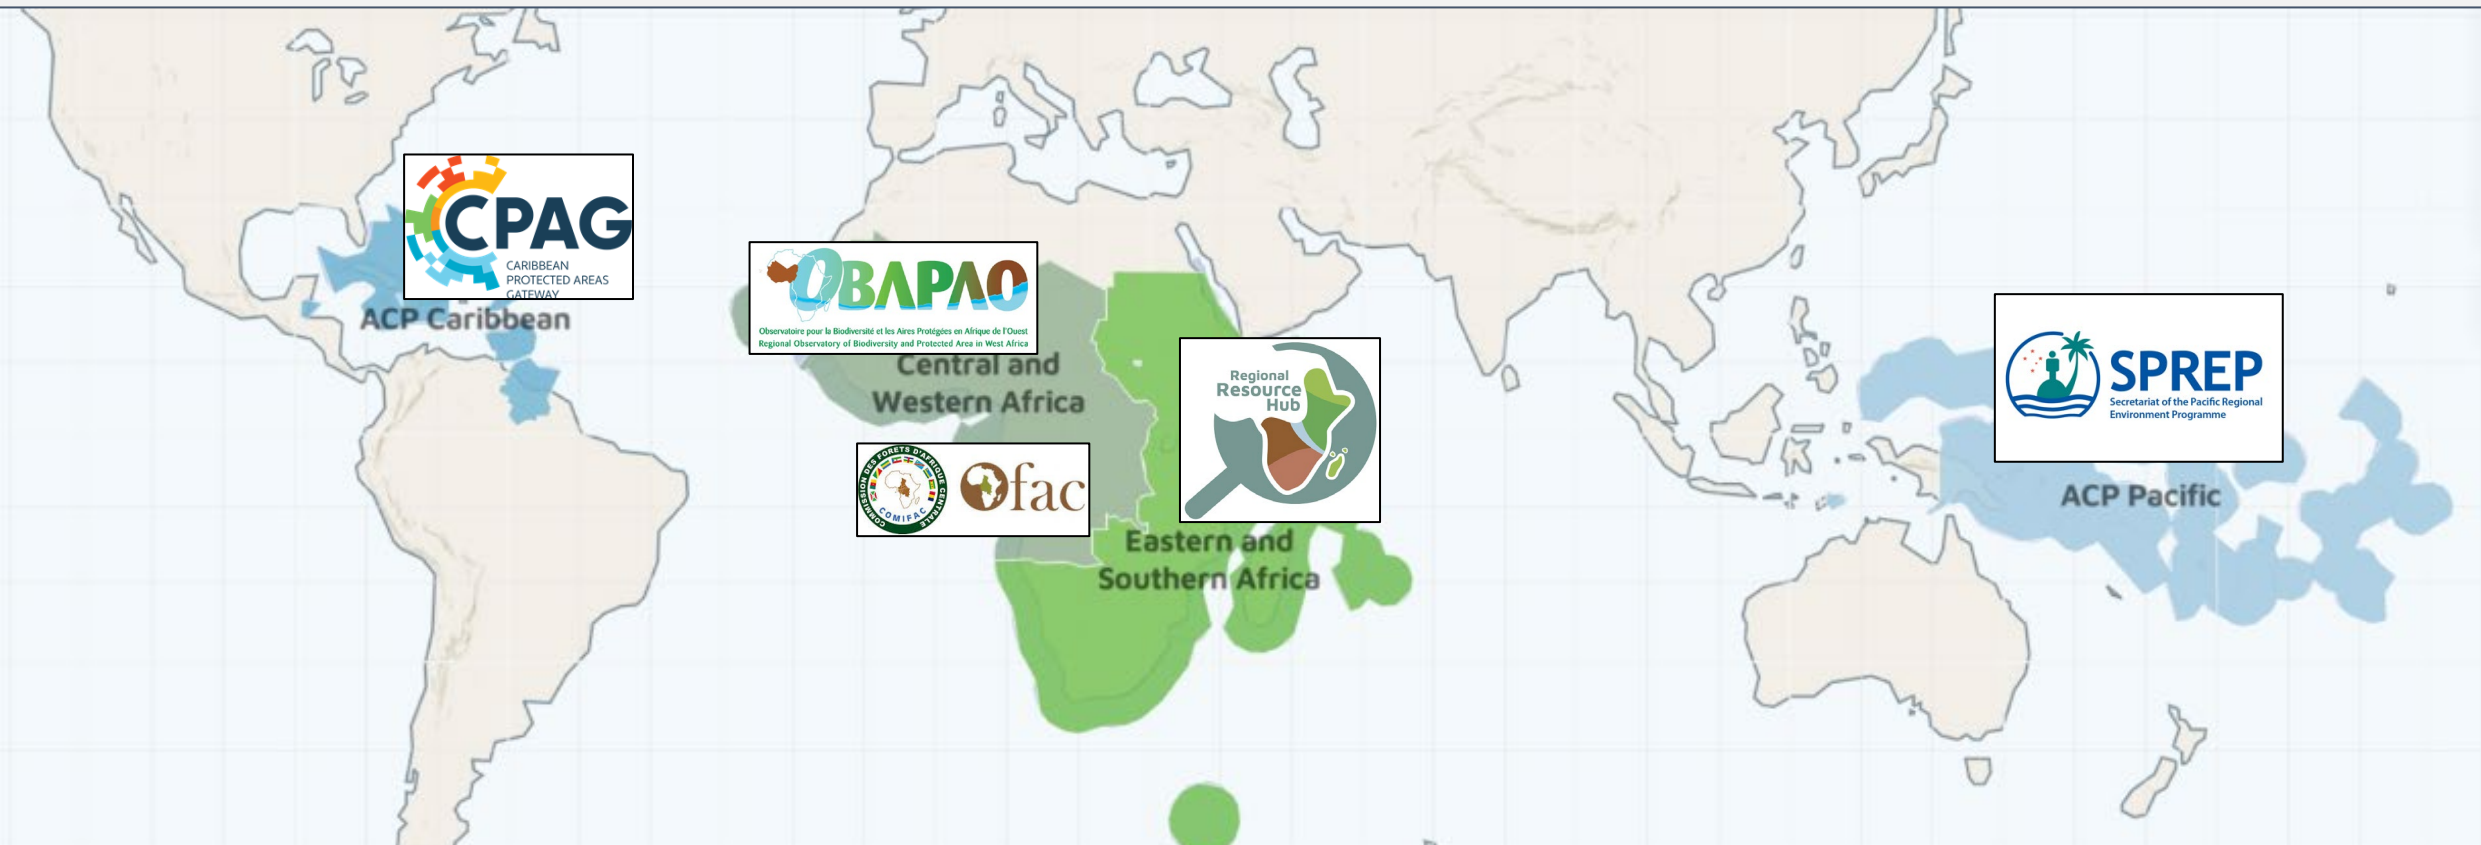 CPAG
CARIBBEAN
PROTECTED AREAS
GATEWAY
ACP Caribbean
OBAPAO
Observatoire pour la Biodiversité et les Aires Protégées en Afrique de l'Ouest
Regional Observatory of Biodiversity and Protected Area in West Africa
Central and
Western Africa
COMMISSION DES FORETS D'AFRIQUE CENTRALE
COMIFAC
Ofac
Regional
Resource
Hub
Eastern and
Southern Africa
SPREP
Secretariat of the Pacific Regional
Environment Programme
ACP Pacific